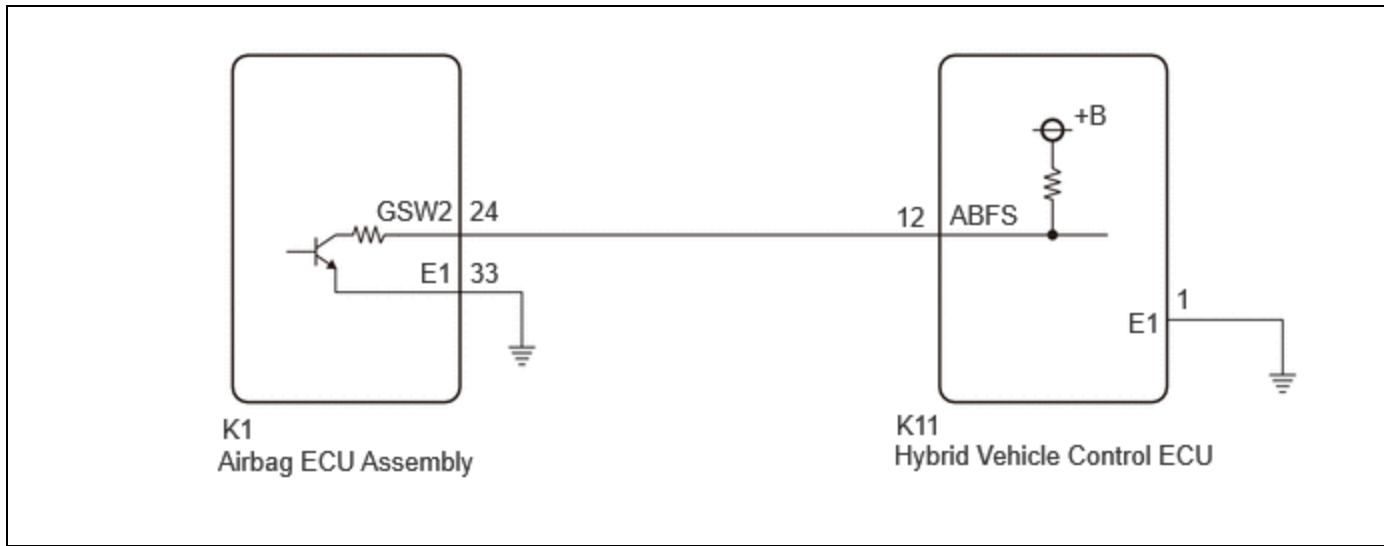 +B
GSW2 24
12 ABFS
E1 33
1
E1
K1
Airbag ECU Assembly
K11
Hybrid Vehicle Control ECU